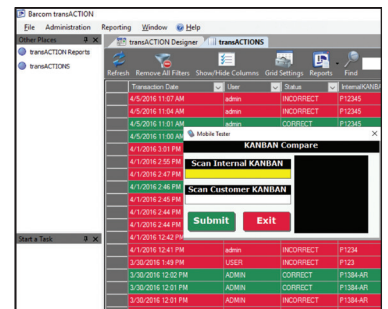 Barcom transACTION
File Administration Reporting Window Help
Other Places
transACTION Designer transACTIONS
transACTION Reports
transACTIONS
Refresh Remove All Filters Show/Hide Columns Grid Settings Reports Find
Transaction Date User Status InternalKANBA
4/5/2016 11:07 AM admin INCORRECT P12345
4/5/2016 11:04 AM admin INCORRECT P12345
4/5/2016 11:01 AM admin CORRECT P12345
4/5/2016 11:00 AM
Mobile Tester
KANBAN Compare
4/1/2016 3:01 PM
4/1/2016 2:55 PM
Scan Internal KANBAN
4/1/2016 2:47 PM
4/1/2016 2:46 PM
Scan Customer KANBAN
4/1/2016 2:45 PM
4/1/2016 2:44 PM
Submit Exit
4/1/2016 2:44 PM
Start a Task
4/1/2016 12:42 PM
4/1/2016 12:41 PM admin INCORRECT P1234
3/30/2016 1:49 PM USER INCORRECT P123
3/30/2016 12:02 PM ADMIN CORRECT P1384-AR
3/30/2016 12:01 PM ADMIN CORRECT P1384-AR
3/30/2016 12:01 PM ADMIN INCORRECT P1384-AR